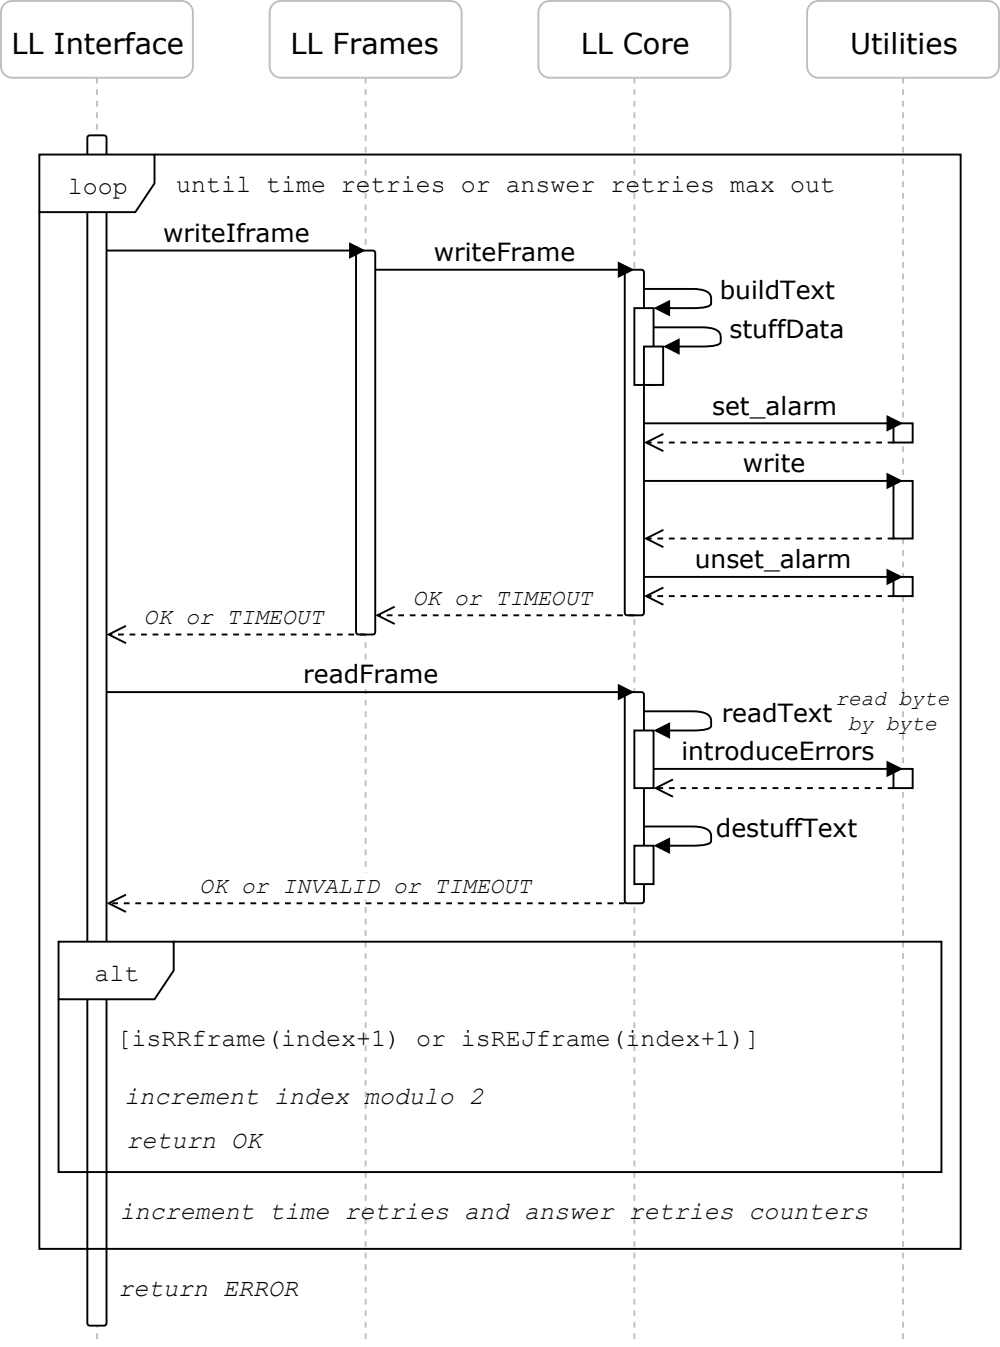 LL Interface
LL Frames
LL Core
Utilities
loop
until time retries or answer retries max out
writeIframe
writeFrame
buildText
stuffData
set_alarm
write
unset_alarm
OK or TIMEOUT
OK or TIMEOUT
readFrame
readText
read byte
by byte
introduceErrors
destuffText
OK or INVALID or TIMEOUT
alt
[isRRframe(index+1) or isREJframe(index+1)]
increment index modulo 2
return OK
increment time retries and answer retries counters
return ERROR